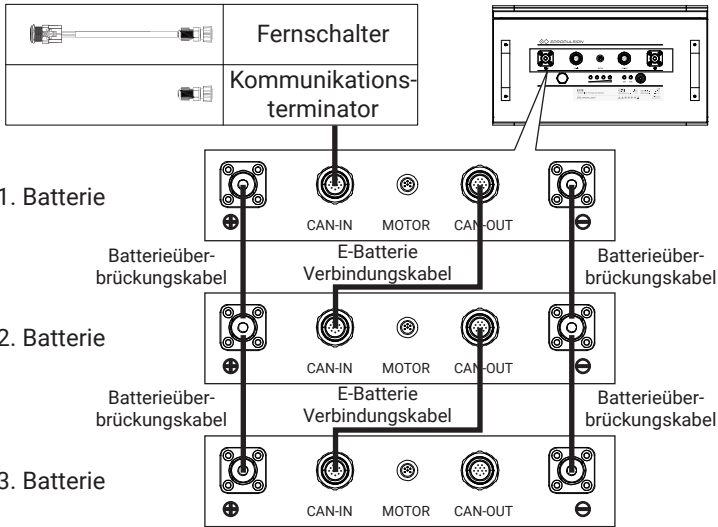 Fernschalter
Kommunikations-
terminator
1. Batterie
CAN-IN MOTOR CAN-OUT
Batterieüber-
brückungskabel
E-Batterie
Verbindungskabel
Batterieüber-
brückungskabel
2. Batterie
CAN-IN MOTOR CAN-OUT
Batterieüber-
brückungskabel
E-Batterie
Verbindungskabel
Batterieüber-
brückungskabel
3. Batterie
CAN-IN MOTOR CAN-OUT